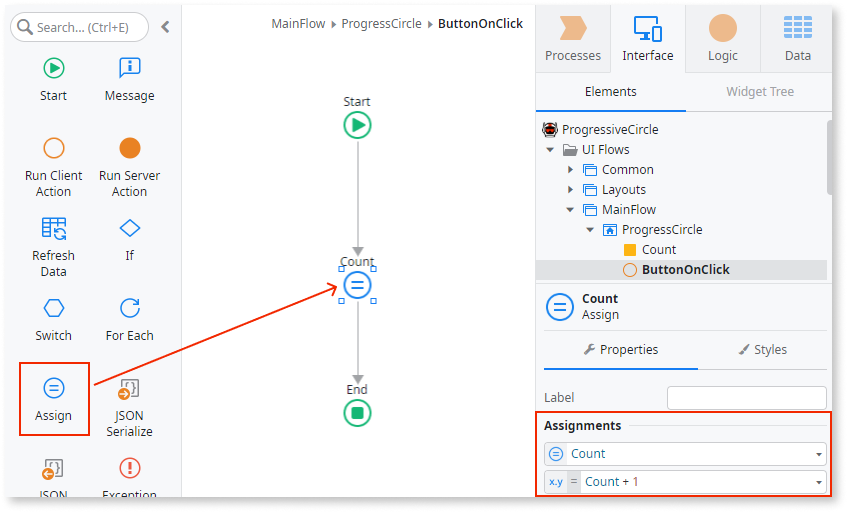 Search... (Ctrl+E)
Start
Message
Run Client
Action
Run Server
Action
Refresh
Data
If
Switch
For Each
Assign
JSON
Serialize
JSON
Exception
MainFlow
ProgressCircle
ButtonOnClick
Start
Count
End
Processes
Interface
Logic
Data
Elements
Widget Tree
ProgressiveCircle
UI Flows
Common
Layouts
MainFlow
ProgressCircle
Count
ButtonOnClick
Count
Assign
Properties
Styles
Label
Assignments
Count
x.y = Count + 1